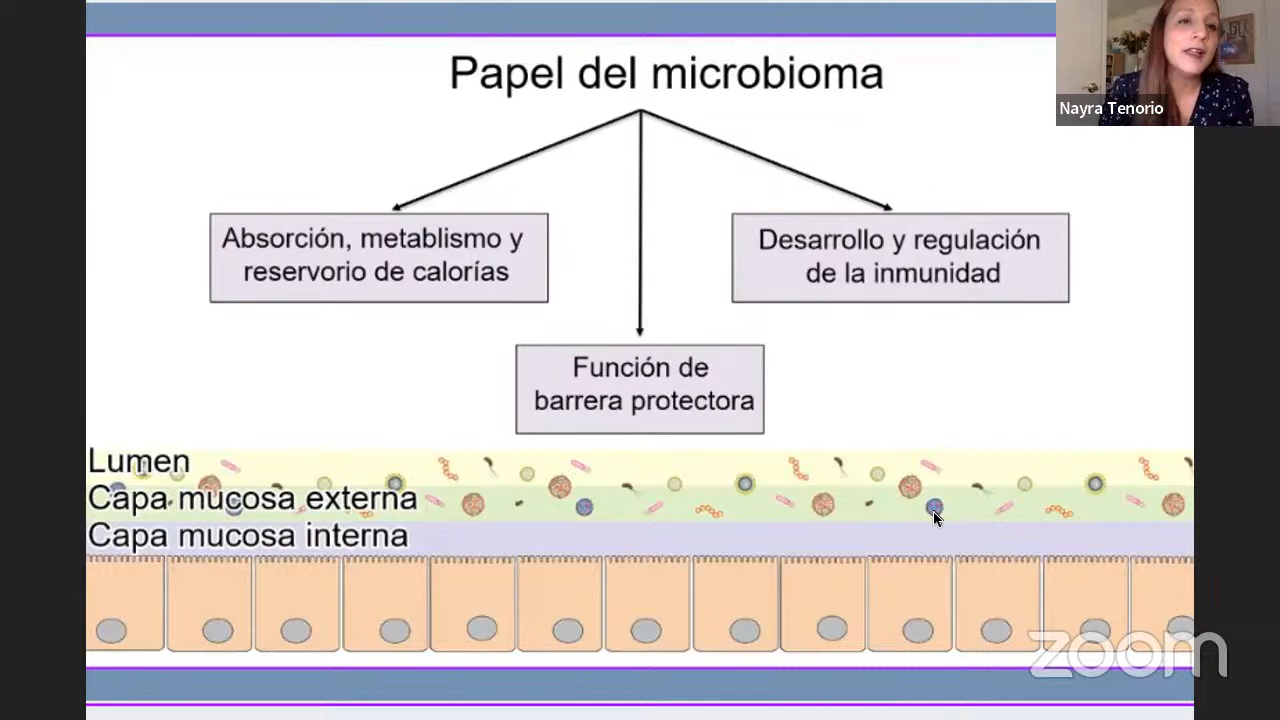 Papel del microbioma
Nayra Tenorio
Absorción, metablismo y
reservorio de calorías
Desarrollo y regulación
de la inmunidad
Función de
barrera protectora
Lumen
Capa mucosa externa
Capa mucosa interna
zoom